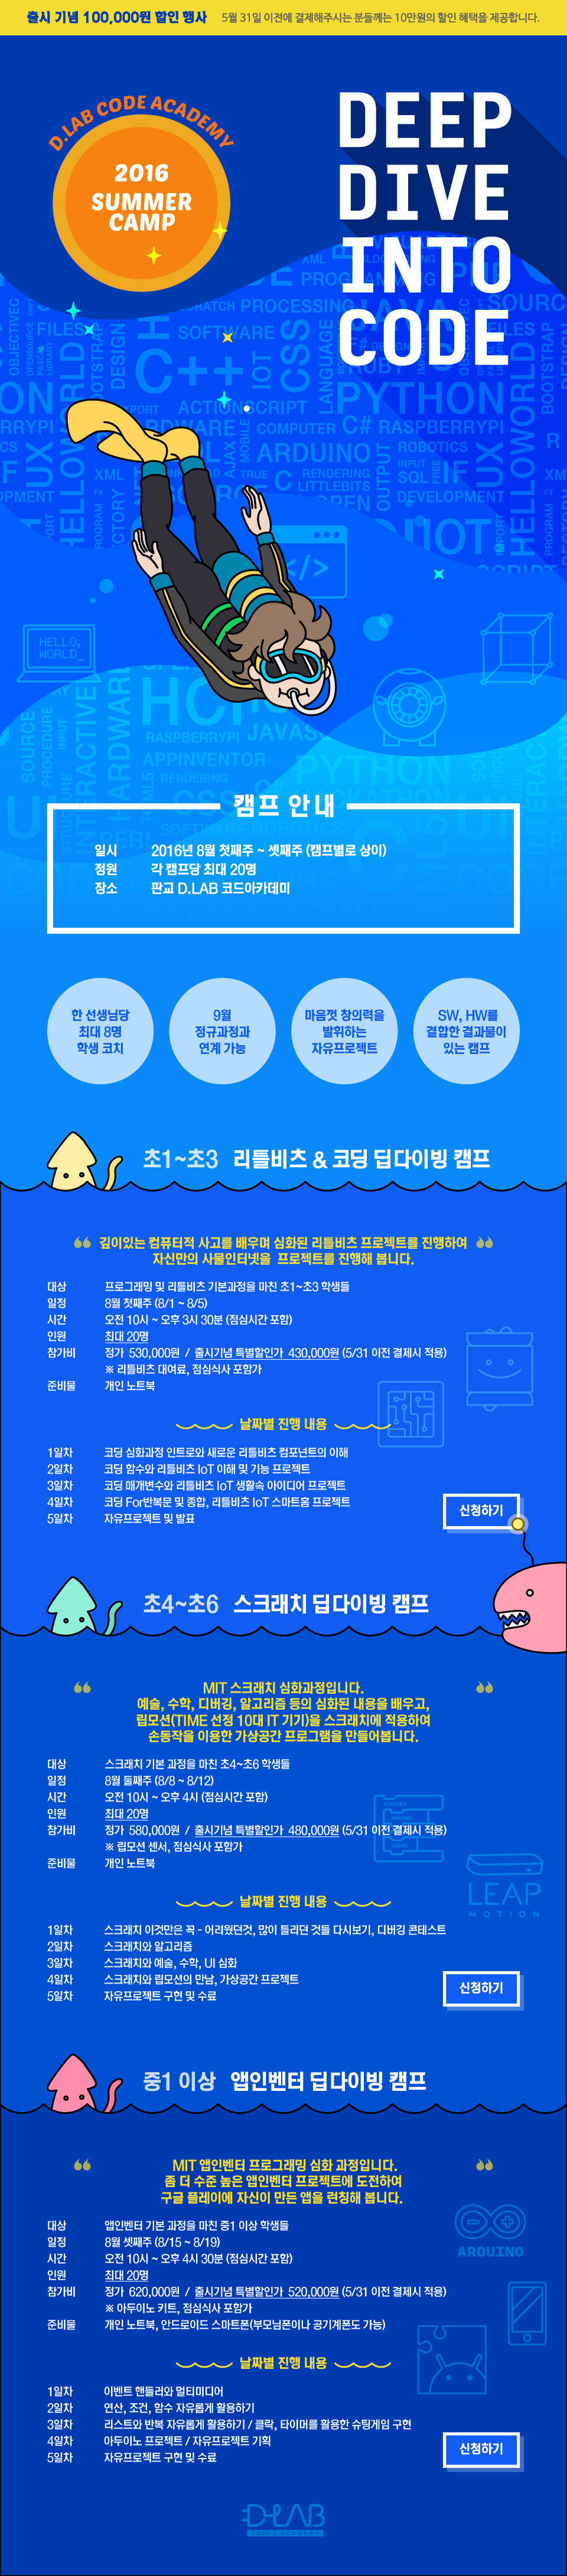 출시 기념 100,000원 할인 행사 5월 31일 이전에 결제해주시는 분들께는 10만원의 할인 혜택을 제공합니다.
D.LAB CODE ACADEMY
2016
SUMMER
CAMP
DEEP
DIVE
INTO
CODE
XML
PROGRAMMING
SCRATCH PROCESSING JAVA SOURC
FILES
SOFTWARE
C++
IOT
CSS
LANGUAGE
DESIGN
BOOTSTRAP
PYTHON
ACTIONSCRIPT
COMPUTER C# RASPBERRYPI
ARDUINO
ROBOTICS
AJAX
MOBILE
TRUE
C
RENDERING
LITTLEBITS
OUTPUT
INPUT
SQL
FREE
IF
UX
XML
DEVELOPMENT
HELLOWORLD
IOT
IMPORT
PROGRAM
</>
HELLO,
WORLD_
SOURCE
PROCEDURE
INPUT
INTERACTIVE
HARDWARE
HTML5
RASPBERRYPI JAVAS
APPINVENTOR
RENDERING
PYTHON
CSS
SOFTWARE ROBOTICS
캠프 안내
일시 2016년 8월 첫째주 ~ 셋째주 (캠프별로 상이)
정원 각 캠프당 최대 20명
장소 판교 D.LAB 코드아카데미
한 선생님당
최대 8명
학생 코치
9월
정규과정과
연계 가능
마음껏 창의력을
발휘하는
자유프로젝트
SW, HW를
결합한 결과물이
있는 캠프
초1~초3 리틀비츠 & 코딩 딥다이빙 캠프
“ 깊이있는 컴퓨터적 사고를 배우며 심화된 리틀비츠 프로젝트를 진행하여 ”
자신만의 사물인터넷을 프로젝트를 진행해 봅니다.
대상 프로그래밍 및 리틀비츠 기본과정을 마친 초1~초3 학생들
일정 8월 첫째주 (8/1 ~ 8/5)
시간 오전 10시 ~ 오후 3시 30분 (점심시간 포함)
인원 최대 20명
참가비 정가 530,000원 / 출시기념 특별할인가 430,000원 (5/31 이전 결제시 적용)
※ 리틀비츠 대여료, 점심식사 포함가
준비물 개인 노트북
날짜별 진행 내용
1일차 코딩 심화과정 인트로와 새로운 리틀비츠 컴포넌트의 이해
2일차 코딩 함수와 리틀비츠 IoT 이해 및 기능 프로젝트
3일차 코딩 매개변수와 리틀비츠 IoT 생활속 아이디어 프로젝트
4일차 코딩 For반복문 및 종합, 리틀비츠 IoT 스마트홈 프로젝트
5일차 자유프로젝트 및 발표
신청하기
초4~초6 스크래치 딥다이빙 캠프
“ MIT 스크래치 심화과정입니다. ”
예술, 수학, 디버깅, 알고리즘 등의 심화된 내용을 배우고,
립모션(TIME 선정 10대 IT 기기)을 스크래치에 적용하여
손동작을 이용한 가상공간 프로그램을 만들어봅니다.
대상 스크래치 기본 과정을 마친 초4~초6 학생들
일정 8월 둘째주 (8/8 ~ 8/12)
시간 오전 10시 ~ 오후 4시 (점심시간 포함)
인원 최대 20명
참가비 정가 580,000원 / 출시기념 특별할인가 480,000원 (5/31 이전 결제시 적용)
※ 립모션 센서, 점심식사 포함가
준비물 개인 노트북
LEAP
MOTION
날짜별 진행 내용
1일차 스크래치 이것만은 꼭 - 어려웠던것, 많이 틀리던 것들 다시보기, 디버깅 콘테스트
2일차 스크래치와 알고리즘
3일차 스크래치와 예술, 수학, UI 심화
4일차 스크래치와 립모션의 만남, 가상공간 프로젝트
5일차 자유프로젝트 구현 및 수료
신청하기
중1 이상 앱인벤터 딥다이빙 캠프
“ MIT 앱인벤터 프로그래밍 심화 과정입니다. ”
좀 더 수준 높은 앱인벤터 프로젝트에 도전하여
구글 플레이에 자신이 만든 앱을 런칭해 봅니다.
대상 앱인벤터 기본 과정을 마친 중1 이상 학생들
일정 8월 셋째주 (8/15 ~ 8/19)
시간 오전 10시 ~ 오후 4시 30분 (점심시간 포함)
인원 최대 20명
참가비 정가 620,000원 / 출시기념 특별할인가 520,000원 (5/31 이전 결제시 적용)
※ 아두이노 키트, 점심식사 포함가
준비물 개인 노트북, 안드로이드 스마트폰(부모님폰이나 공기계폰도 가능)
ARDUINO
날짜별 진행 내용
1일차 이벤트 핸들러와 멀티미디어
2일차 연산, 조건, 함수 자유롭게 활용하기
3일차 리스트와 반복 자유롭게 활용하기 / 클락, 타이머를 활용한 슈팅게임 구현
4일차 아두이노 프로젝트 / 자유프로젝트 기획
5일차 자유프로젝트 구현 및 수료
신청하기
D-LAB
CODE ACADEMY